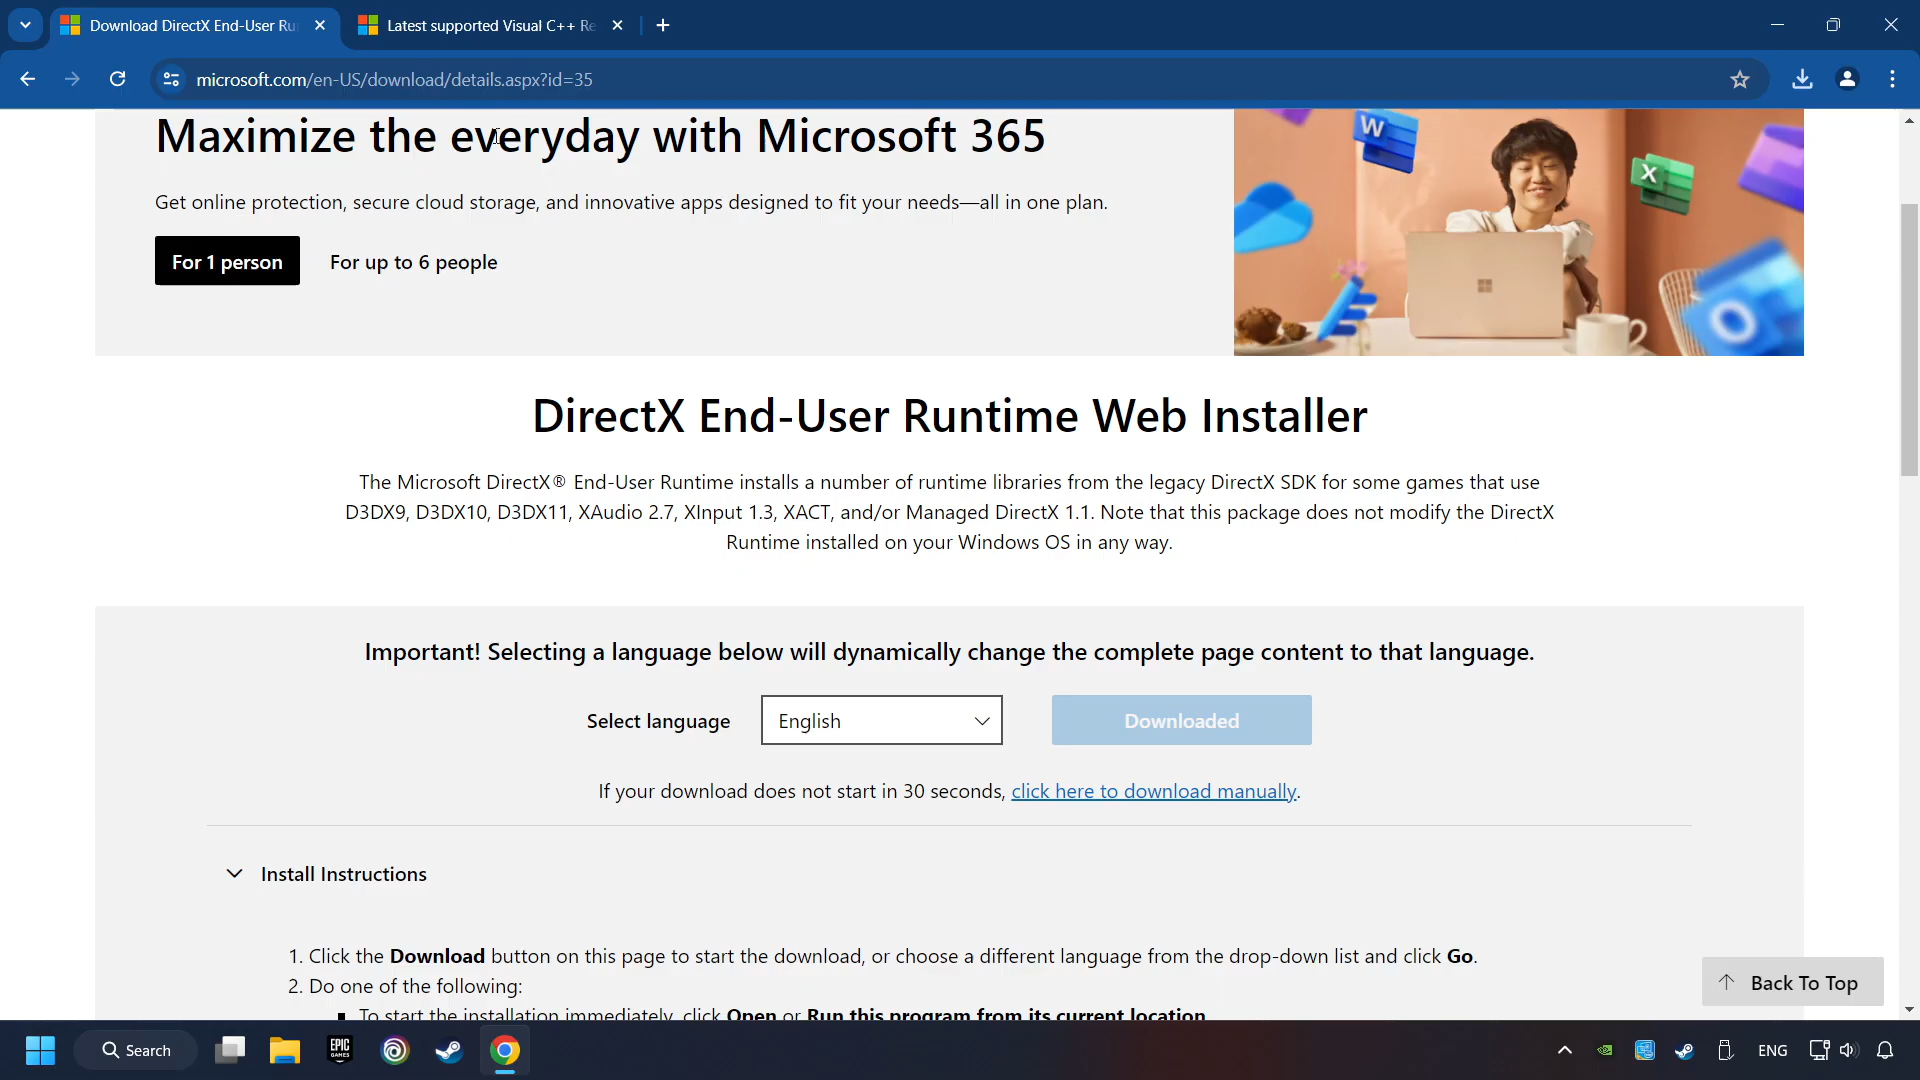 Download DirectX End-User Ru
Latest supported Visual C++ Re
microsoft.com/en-US/download/details.aspx?id=35
Maximize the everyday with Microsoft 365
Get online protection, secure cloud storage, and innovative apps designed to fit your needs—all in one plan.
For 1 person
For up to 6 people
W
X
O
DirectX End-User Runtime Web Installer
The Microsoft DirectX® End-User Runtime installs a number of runtime libraries from the legacy DirectX SDK for some games that use
D3DX9, D3DX10, D3DX11, XAudio 2.7, XInput 1.3, XACT, and/or Managed DirectX 1.1. Note that this package does not modify the DirectX
Runtime installed on your Windows OS in any way.
Important! Selecting a language below will dynamically change the complete page content to that language.
Select language
English
Downloaded
If your download does not start in 30 seconds, click here to download manually.
Install Instructions
1. Click the Download button on this page to start the download, or choose a different language from the drop-down list and click Go.
2. Do one of the following:
▪ To start the installation immediately, click Open or Run this program from its current location
Back To Top
Search
EPIC
GAMES
ENG